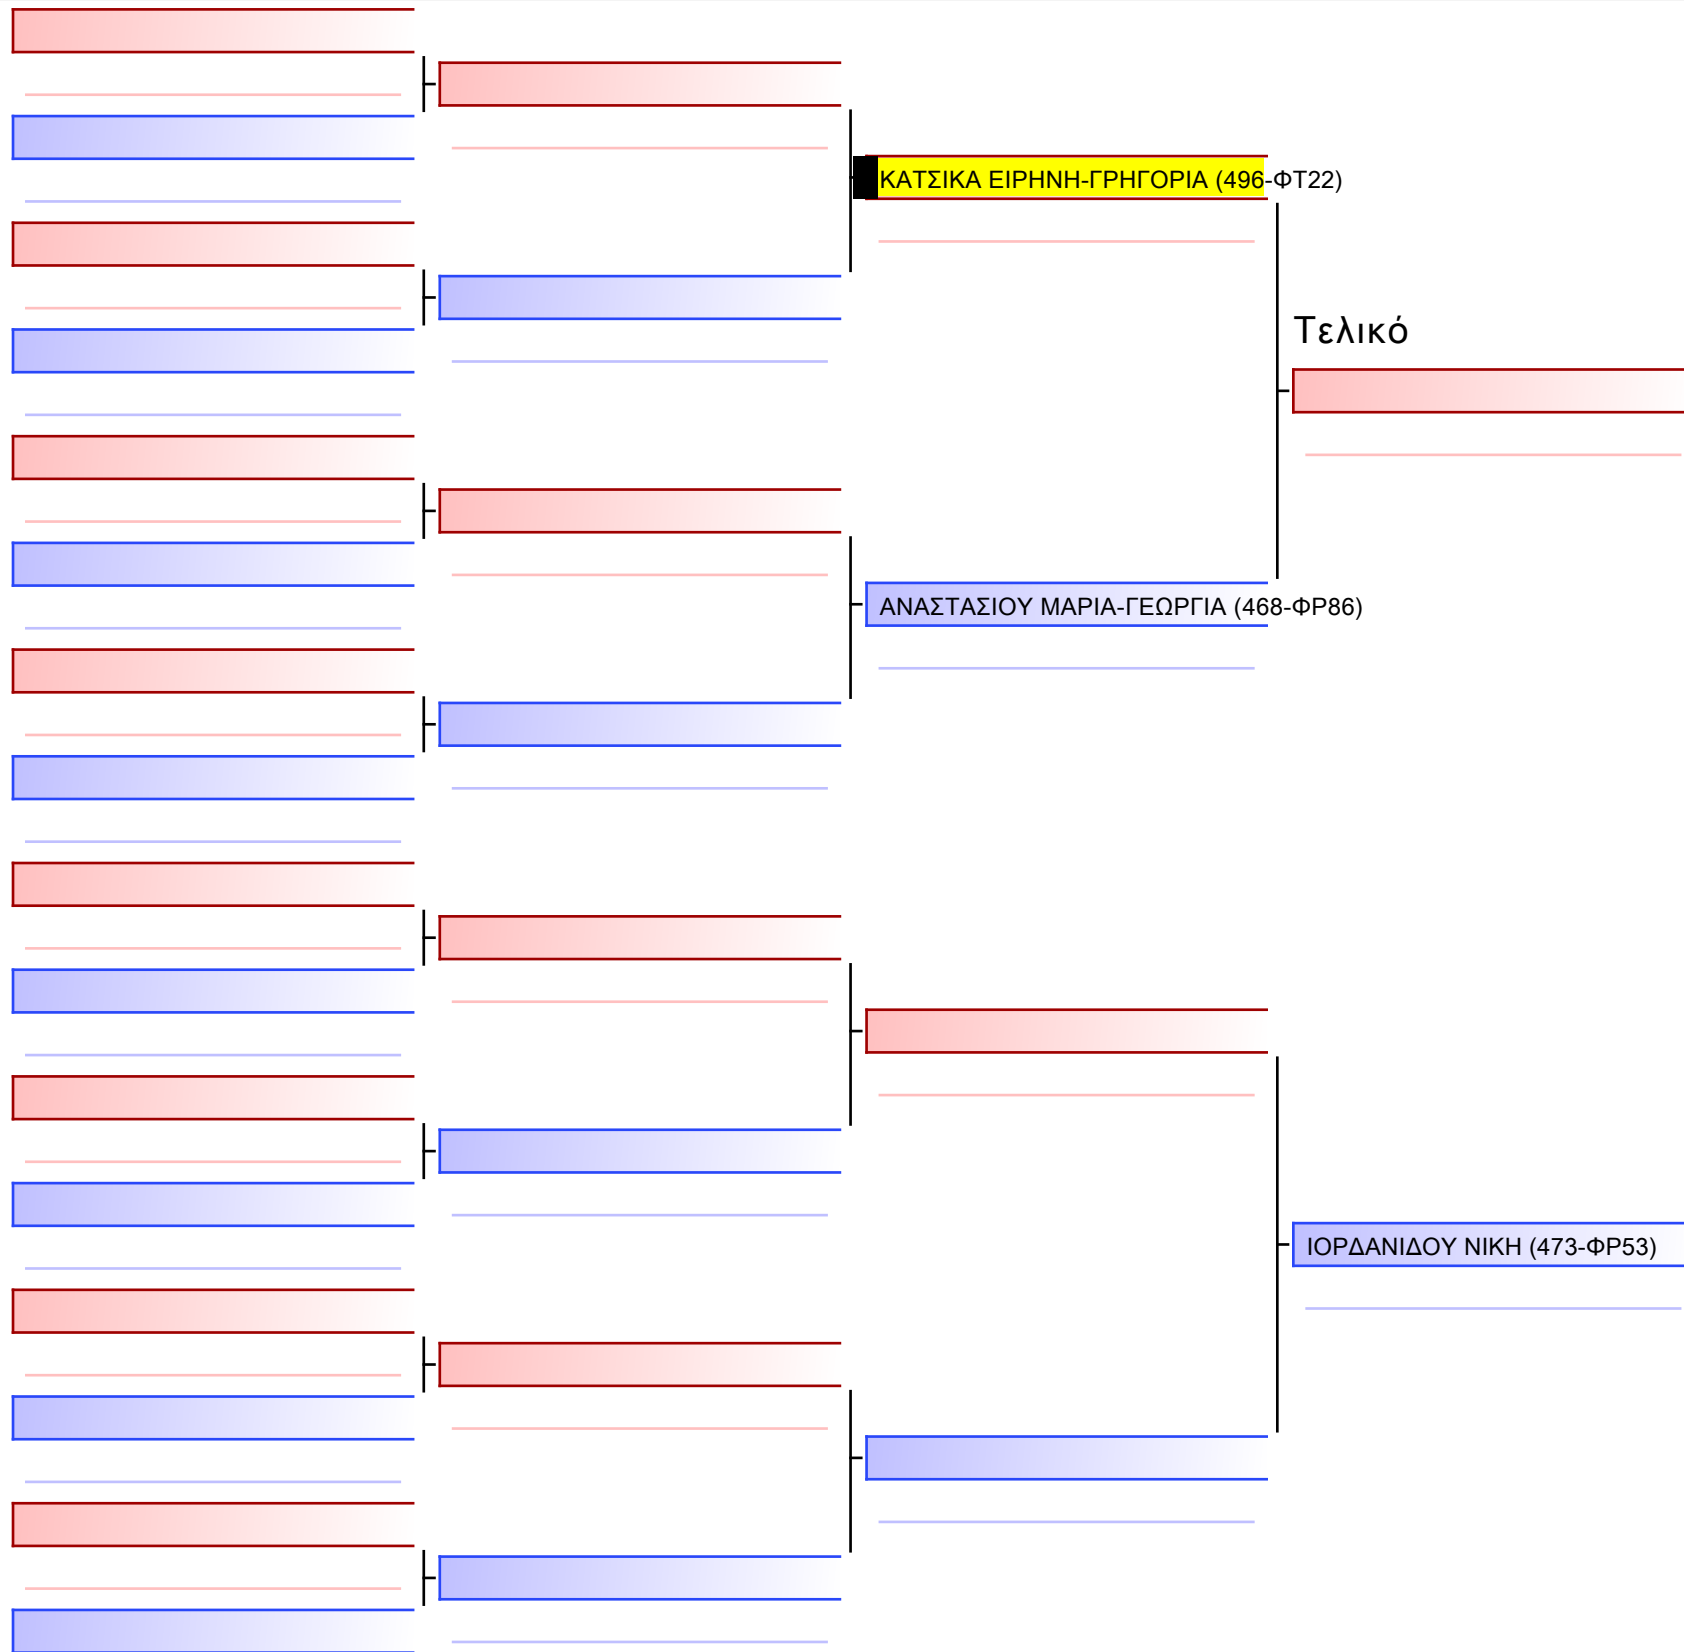 ΚΑΤΣΙΚΑ ΕΙΡΗΝΗ-ΓΡΗΓΟΡΙΑ (496-ΦΤ22)
Τελικό
ΑΝΑΣΤΑΣΙΟΥ ΜΑΡΙΑ-ΓΕΩΡΓΙΑ (468-ΦΡ86)
ΙΟΡΔΑΝΙΔΟΥ ΝΙΚΗ (473-ΦΡ53)